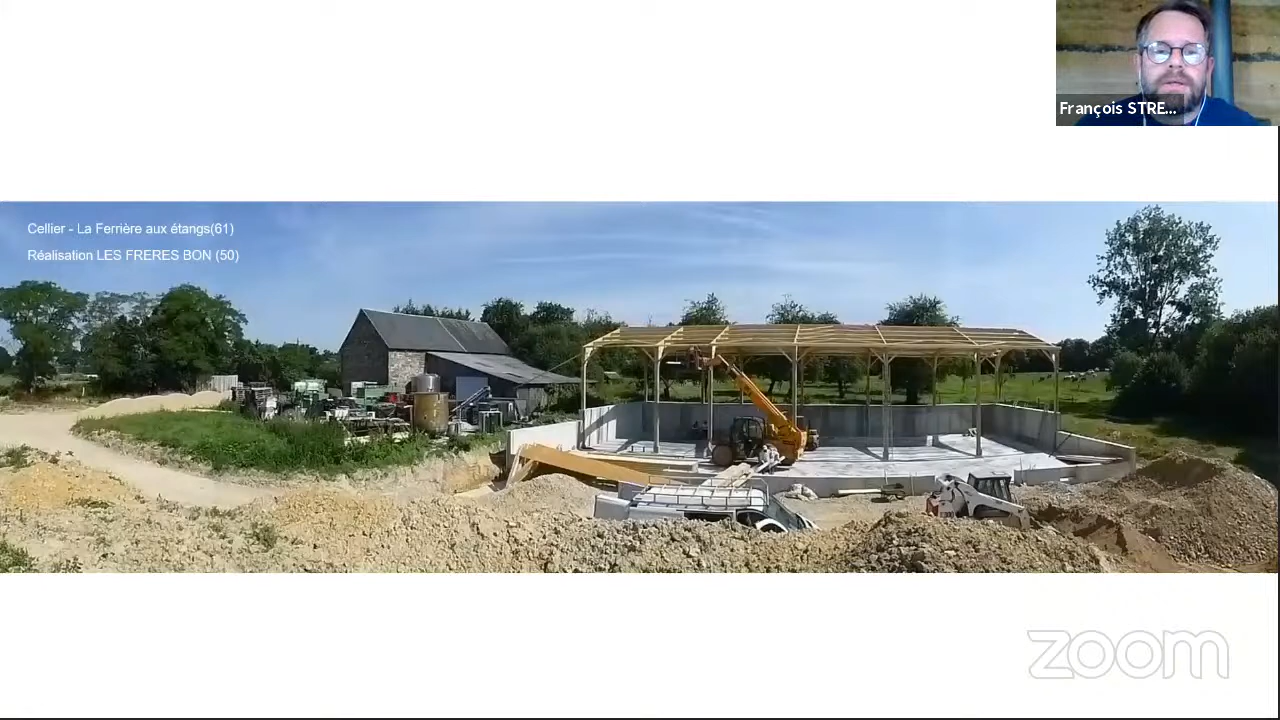 François STRE...
Cellier - La Ferrière aux étangs(61)
Réalisation LES FRERES BON (50)
zoom